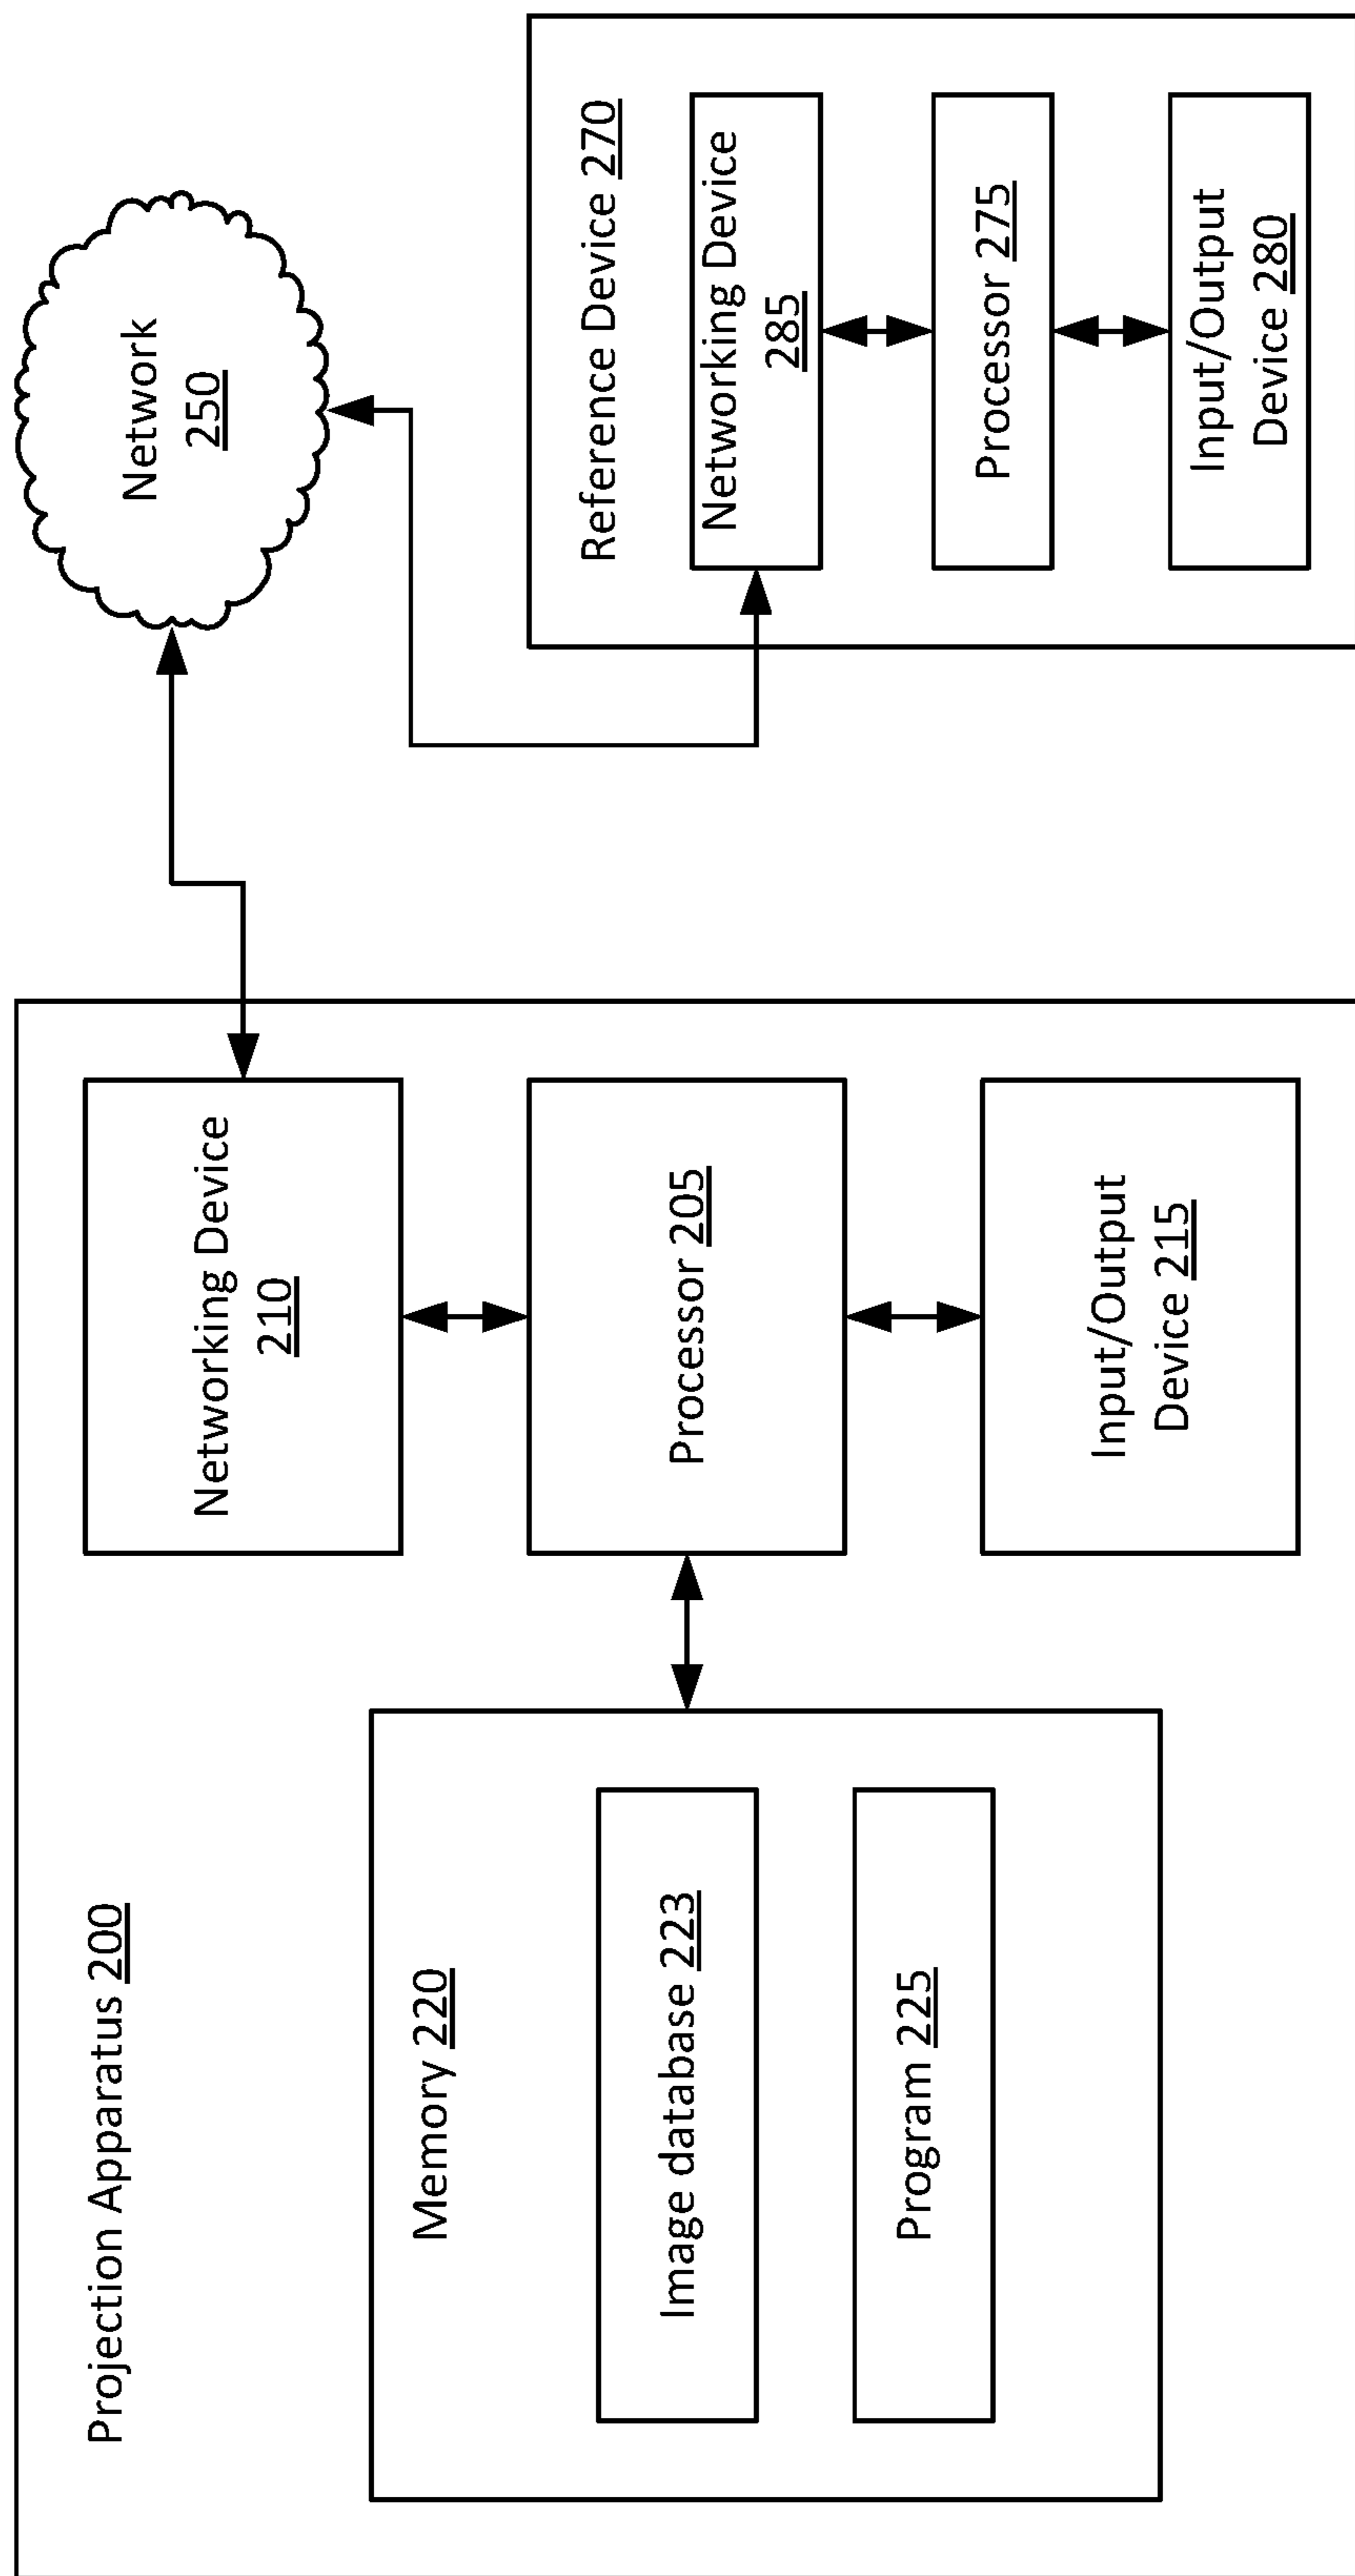 Projection Apparatus 200
Memory 220
Image database 223
Program 225
Networking Device
210
Processor 205
Input/Output
Device 215
Network
250
Reference Device 270
Networking Device
285
Processor 275
Input/Output
Device 280